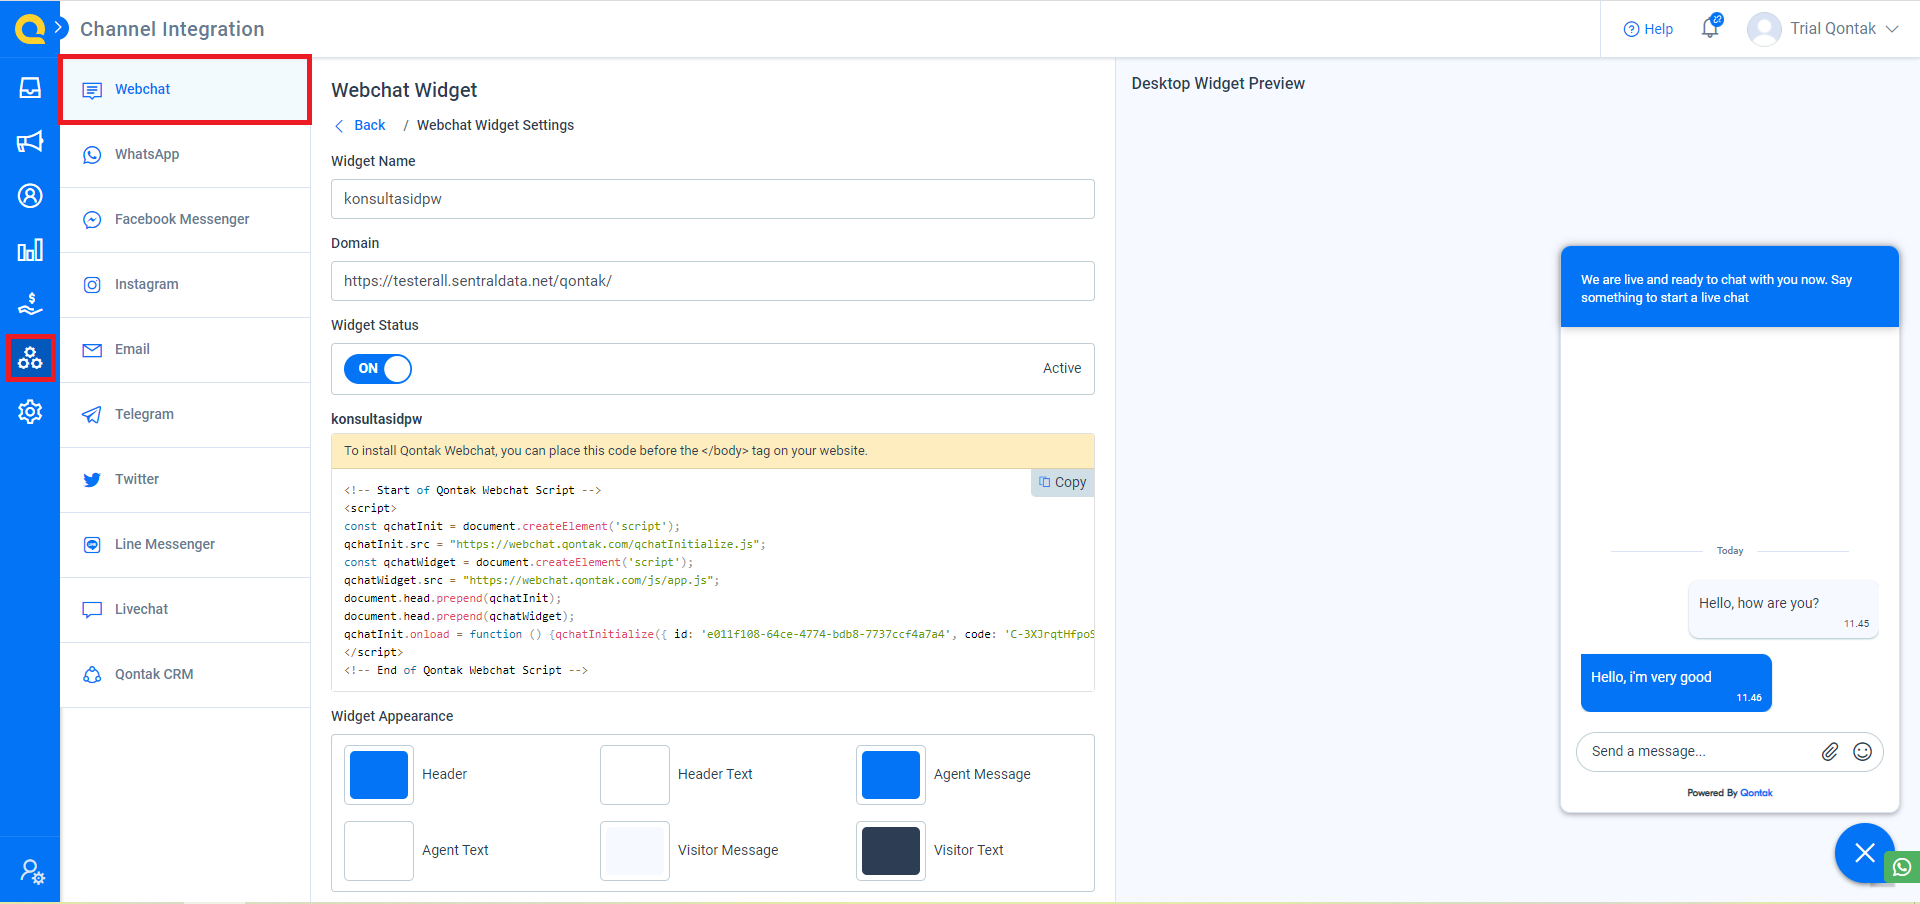 Channel Integration
Help
Trial Qontak
Webchat
WhatsApp
Facebook Messenger
Instagram
Email
Telegram
Twitter
Line Messenger
Livechat
Qontak CRM
Webchat Widget
Back / Webchat Widget Settings
Widget Name
konsultasidpw
Domain
https://testerall.sentraldata.net/qontak/
Widget Status
ON
Active
konsultasidpw
To install Qontak Webchat, you can place this code before the </body> tag on your website.
Copy
<!-- Start of Qontak Webchat Script -->
<script>
const qchatInit = document.createElement('script');
qchatInit.src = "https://webchat.qontak.com/qchatInitialize.js";
const qchatWidget = document.createElement('script');
qchatWidget.src = "https://webchat.qontak.com/js/app.js";
document.head.prepend(qchatInit);
document.head.prepend(qchatWidget);
qchatInit.onload = function () {qchatInitialize({ id: 'e011f108-64ce-4774-bdb8-7737ccf4a7a4', code: 'C-3XJrqtHfpoS
</script>
<!-- End of Qontak Webchat Script -->
Widget Appearance
Header
Header Text
Agent Message
Agent Text
Visitor Message
Visitor Text
Desktop Widget Preview
We are live and ready to chat with you now. Say
something to start a live chat
Today
Hello, how are you?
11.45
Hello, i'm very good
11.46
Send a message...
Powered By Qontak